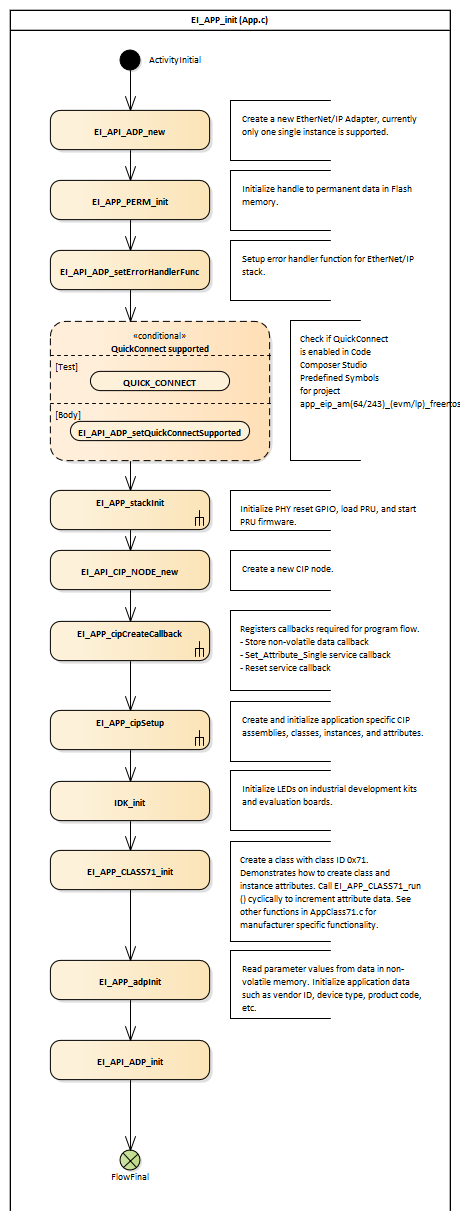 EI_APP_init (App.c)
ActivityInitial
EI_API_ADP_new
Create a new EtherNet/IP Adapter, currently
only one single instance is supported.
EI_APP_PERM_init
Initialize handle to permanent data in Flash
memory.
EI_API_ADP_setErrorHandlerFunc
Setup error handler function for EtherNet/IP
stack.
«conditional»
QuickConnect supported
[Test]
QUICK_CONNECT
[Body]
EI_API_ADP_setQuickConnectSupported
Check if QuickConnect
is enabled in Code
Composer Studio
Predefined Symbols
for project
app_eip_am(64/243)_(evm/lp)_freertos
EI_APP_stackInit
Initialize PHY reset GPIO, load PRU, and start
PRU firmware.
EI_API_CIP_NODE_new
Create a new CIP node.
EI_APP_cipCreateCallback
Registers callbacks required for program flow.
- Store non-volatile data callback
- Set_Attribute_Single service callback
- Reset service callback
EI_APP_cipSetup
Create and initialize application specific CIP
assemblies, classes, instances, and attributes.
IDK_init
Initialize LEDs on industrial development kits
and evaluation boards.
EI_APP_CLASS71_init
Create a class with class ID 0x71.
Demonstrates how to create class and
instance attributes. Call EI_APP_CLASS71_run
() cyclically to increment attribute data. See
other functions in AppClass71.c for
manufacturer specific functionality.
EI_APP_adpInit
Read parameter values from data in non-
volatile memory. Initialize application data
such as vendor ID, device type, product code,
etc.
EI_API_ADP_init
FlowFinal